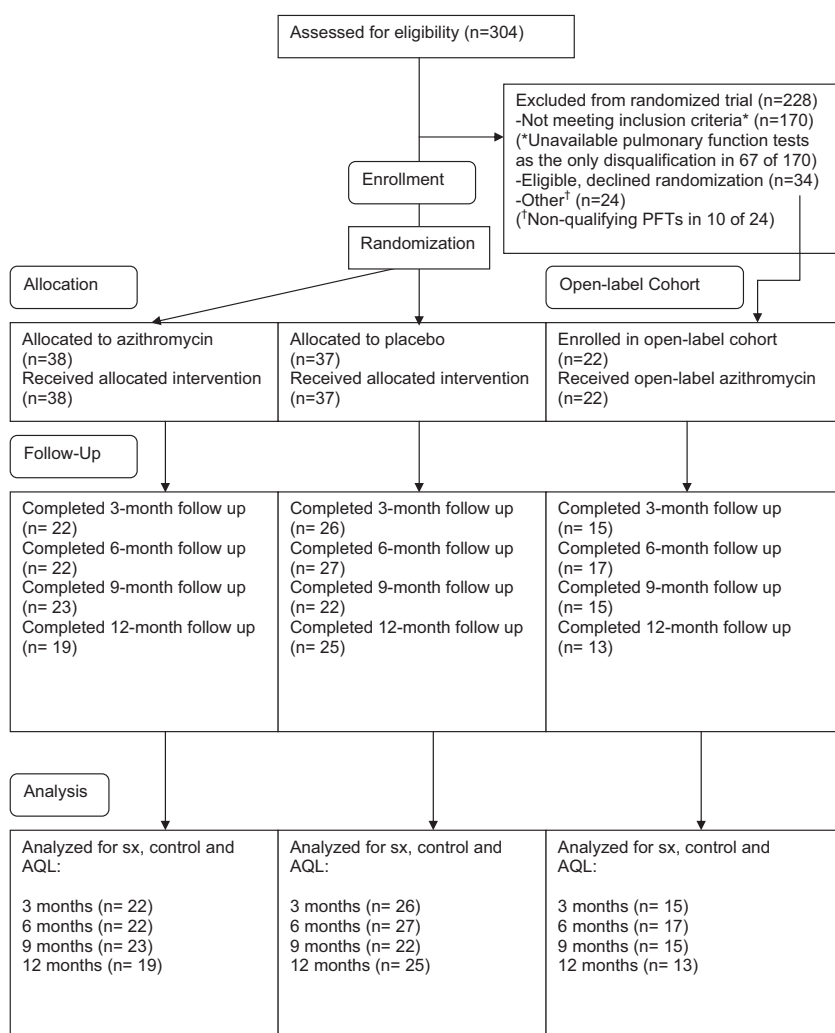 Assessed for eligibility (n=304)
Excluded from randomized trial (n=228)
-Not meeting inclusion criteria* (n=170)
(*Unavailable pulmonary function tests
as the only disqualification in 67 of 170)
-Eligible, declined randomization (n=34)
-Other† (n=24)
(†Non-qualifying PFTs in 10 of 24)
Enrollment
Randomization
Allocation
Open-label Cohort
Allocated to azithromycin
(n=38)
Received allocated intervention
(n=38)
Allocated to placebo
(n=37)
Received allocated intervention
(n=37)
Enrolled in open-label cohort
(n=22)
Received open-label azithromycin
(n=22)
Follow-Up
Completed 3-month follow up
(n= 22)
Completed 6-month follow up
(n= 22)
Completed 9-month follow up
(n= 23)
Completed 12-month follow up
(n= 19)
Completed 3-month follow up
(n= 26)
Completed 6-month follow up
(n= 27)
Completed 9-month follow up
(n= 22)
Completed 12-month follow up
(n= 25)
Completed 3-month follow up
(n= 15)
Completed 6-month follow up
(n= 17)
Completed 9-month follow up
(n= 15)
Completed 12-month follow up
(n= 13)
Analysis
Analyzed for sx, control and
AQL:
3 months (n= 22)
6 months (n= 22)
9 months (n= 23)
12 months (n= 19)
Analyzed for sx, control and
AQL:
3 months (n= 26)
6 months (n= 27)
9 months (n= 22)
12 months (n= 25)
Analyzed for sx, control and
AQL:
3 months (n= 15)
6 months (n= 17)
9 months (n= 15)
12 months (n= 13)